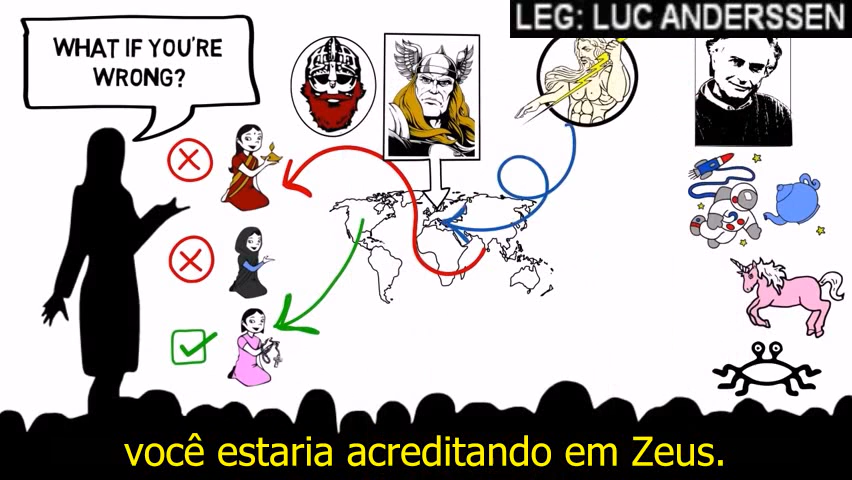 LEG: LUC ANDERSSEN
WHAT IF YOU'RE
WRONG?
você estaria acreditando em Zeus.